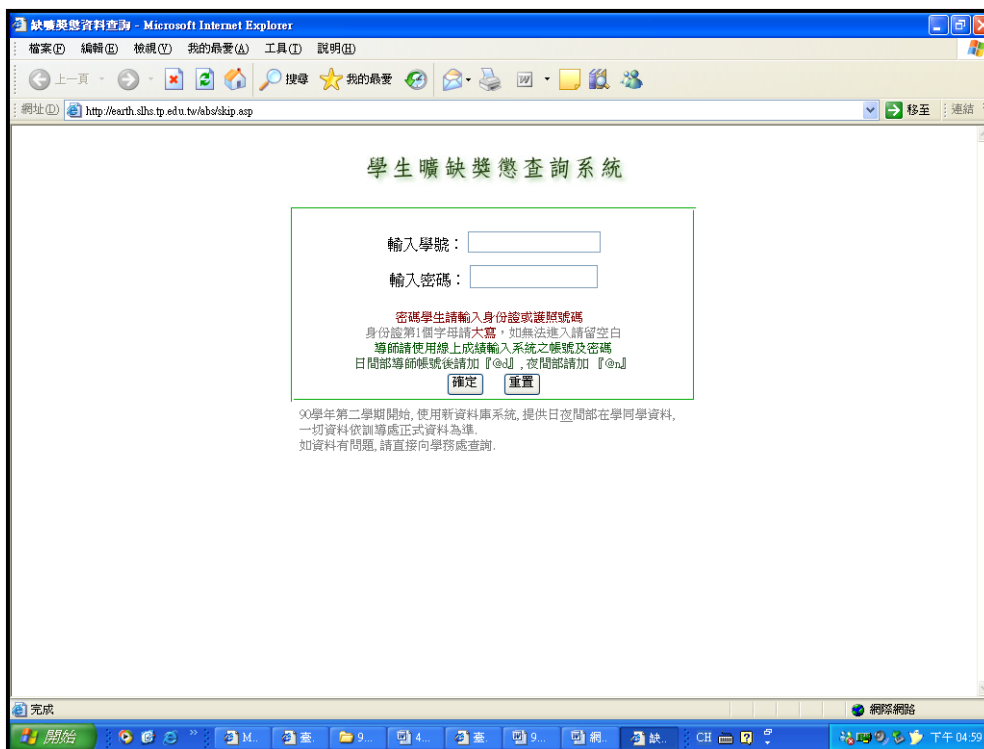 缺曠獎懲資料查詢 - Microsoft Internet Explorer
檔案(F) 編輯(E) 檢視(V) 我的最愛(A) 工具(T) 說明(H)
上一頁 搜尋 我的最愛
網址(D) http://earth.slhs.tp.edu.tw/abs/skip.asp 移至 連結
學生曠缺獎懲查詢系統
輸入學號：
輸入密碼：
密碼學生請輸入身份證或護照號碼
身份證第1個字母請大寫，如無法進入請留空白
導師請使用線上成績輸入系統之帳號及密碼
日間部導師帳號後請加『@d』, 夜間部請加 『@n』
確定 重置
90學年第二學期開始, 使用新資料庫系統, 提供日夜間部在學同學資料,
一切資料依訓導處正式資料為準.
如資料有問題, 請直接向學務處查詢.
完成 網際網路
開始 M.. 臺. 9... 4... 臺. 9... 網.. 缺.. CH 下午 04:59